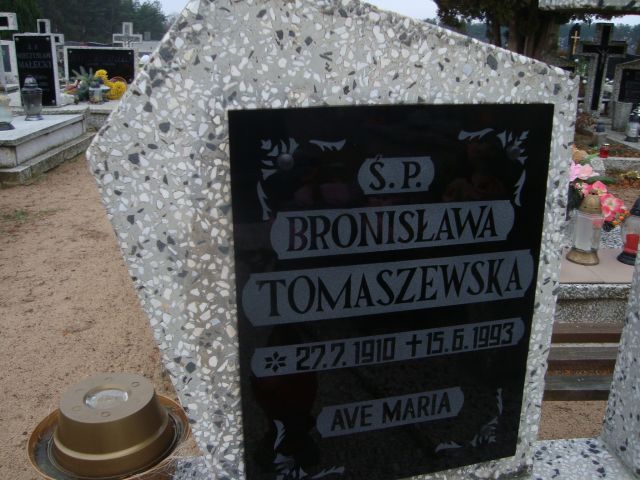 Ś.P.
BRONISŁAWA
TOMASZEWSKA
* 27.7.1910 + 15.6.1993
AVE MARIA